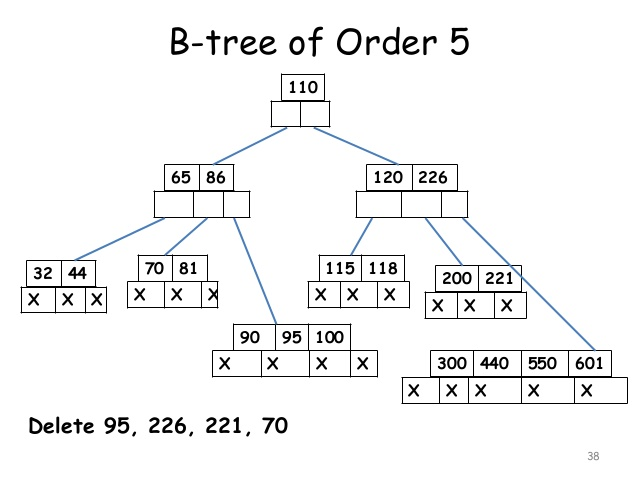 B-tree of Order 5
110
65 86
120 226
32 44
X X X
70 81
X X X
115 118
X X X
200 221
X X X
90 95 100
X X X X
300 440 550 601
X X X X X
Delete 95, 226, 221, 70
38